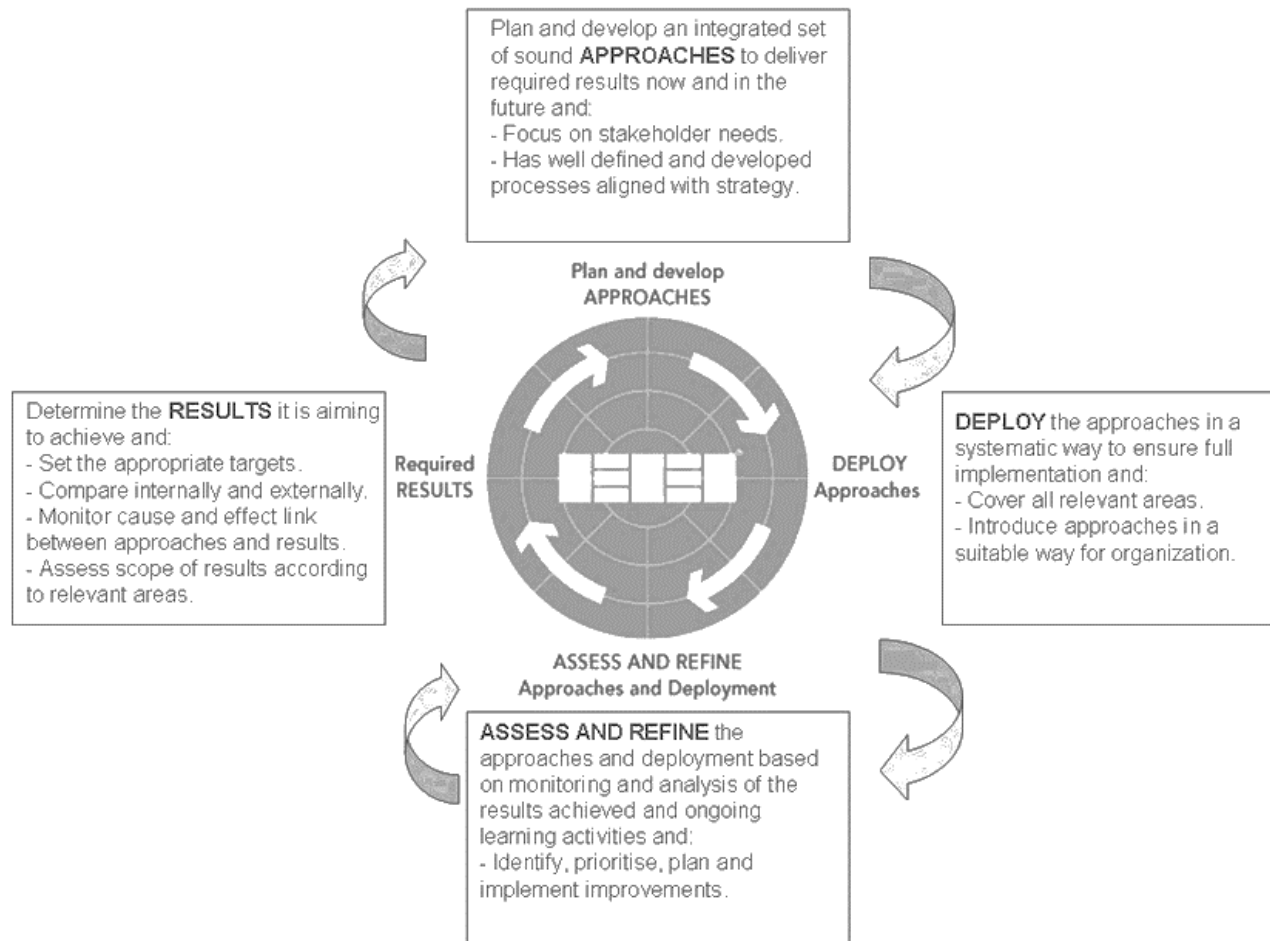 Plan and develop an integrated set
of sound APPROACHES to deliver
required results now and in the
future and:
- Focus on stakeholder needs.
- Has well defined and developed
processes aligned with strategy.
Plan and develop
APPROACHES
Determine the RESULTS it is aiming
to achieve and:
- Set the appropriate targets.
- Compare internally and externally.
- Monitor cause and effect link
between approaches and results.
- Assess scope of results according
to relevant areas.
Required
RESULTS
DEPLOY
Approaches
DEPLOY the approaches in a
systematic way to ensure full
implementation and:
- Cover all relevant areas.
- Introduce approaches in a
suitable way for organization.
ASSESS AND REFINE
Approaches and Deployment
ASSESS AND REFINE the
approaches and deployment based
on monitoring and analysis of the
results achieved and ongoing
learning activities and:
- Identify, prioritise, plan and
implement improvements.